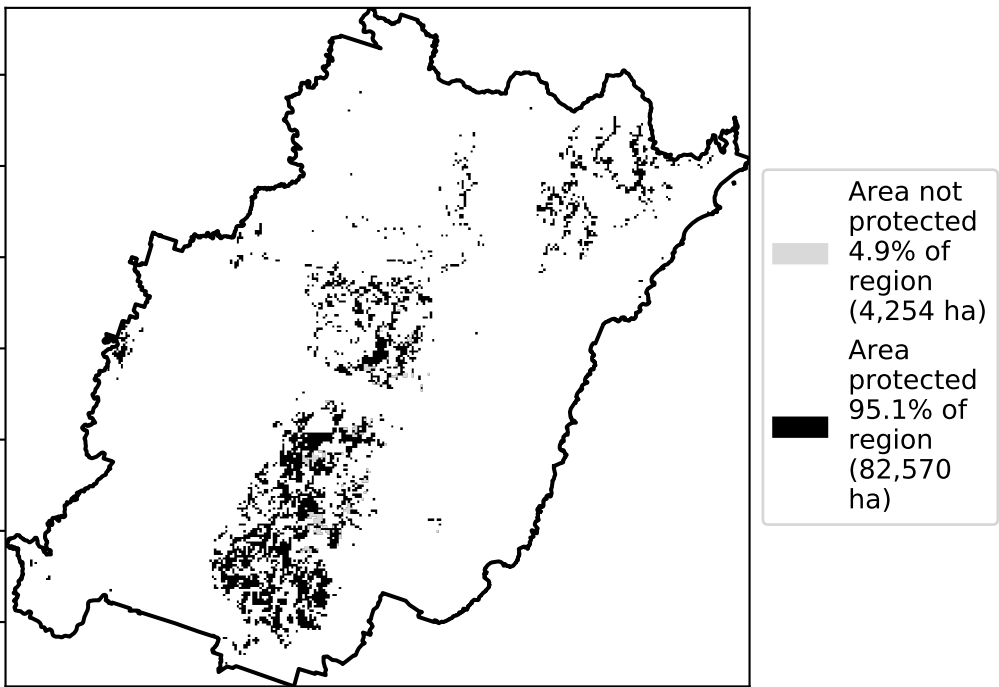 Area not
protected
4.9% of
region
(4,254 ha)
Area
protected
95.1% of
region
(82,570
ha)